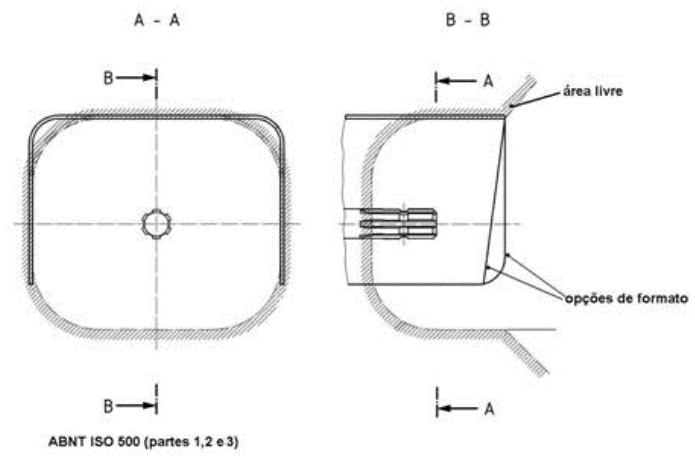 A - A
B - B
B
A
área livre
opções de formato
B
A
ABNT ISO 500 (partes 1,2 e 3)